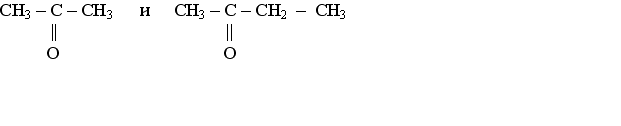 CH₃ – C – CH₃ и CH₃ – C – CH₂ – CH₃
‖ ‖
O O